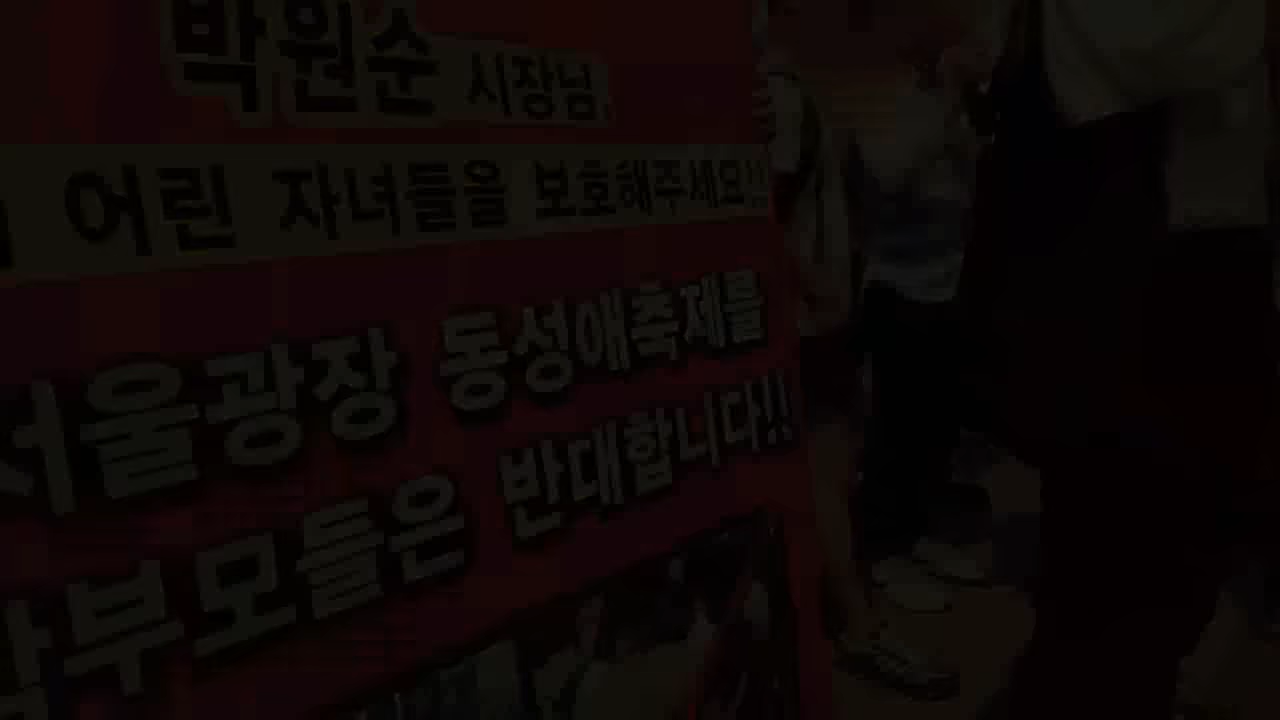 박원순 시장님,
어린 자녀들을 보호해주세요!!
서울광장 동성애축제를
부모들은 반대합니다!!